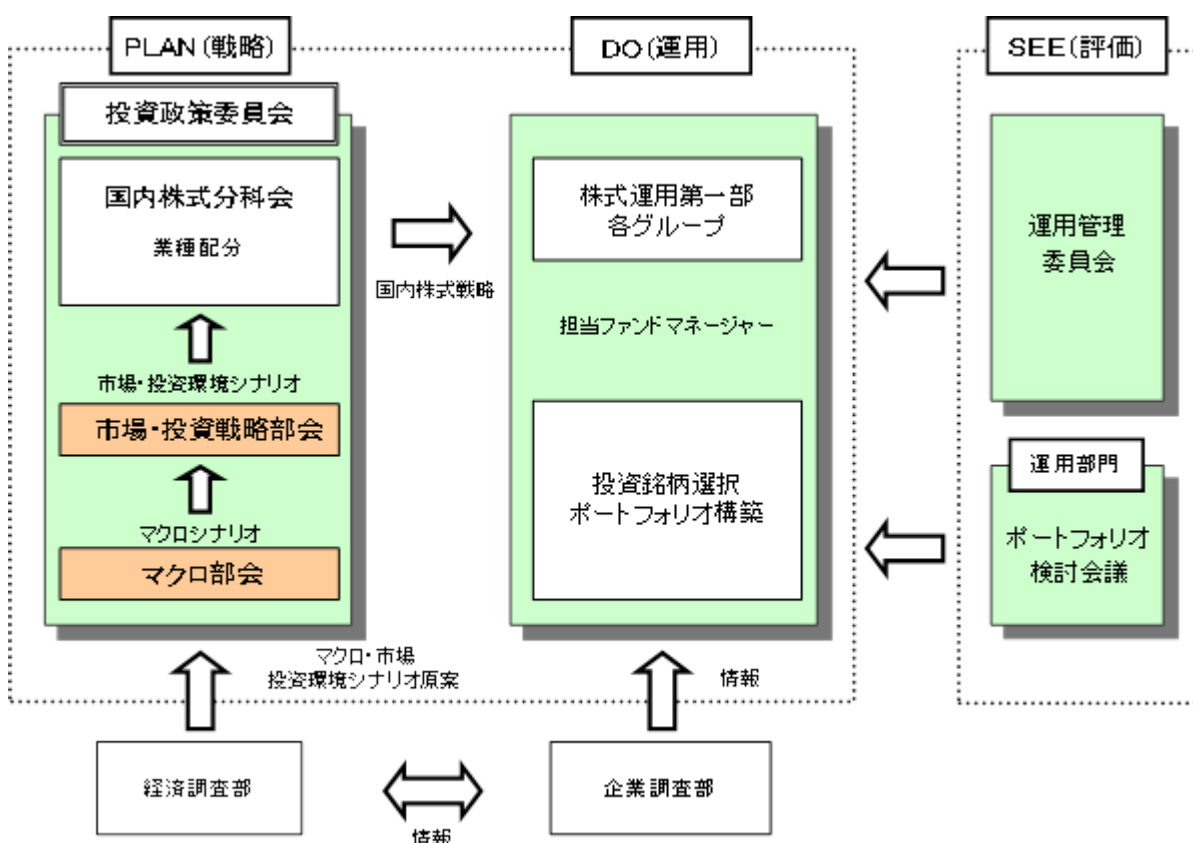 PLAN(戦略)
投資政策委員会
国内株式分科会
業種配分
市場・投資環境シナリオ
市場・投資戦略部会
マクロシナリオ
マクロ部会
マクロ・市場
投資環境シナリオ原案
経済調査部
国内株式戦略
情報
DO(運用)
株式運用第一部
各グループ
担当ファンドマネージャー
投資銘柄選択
ポートフォリオ構築
情報
企業調査部
SEE(評価)
運用管理
委員会
運用部門
ポートフォリオ
検討会議